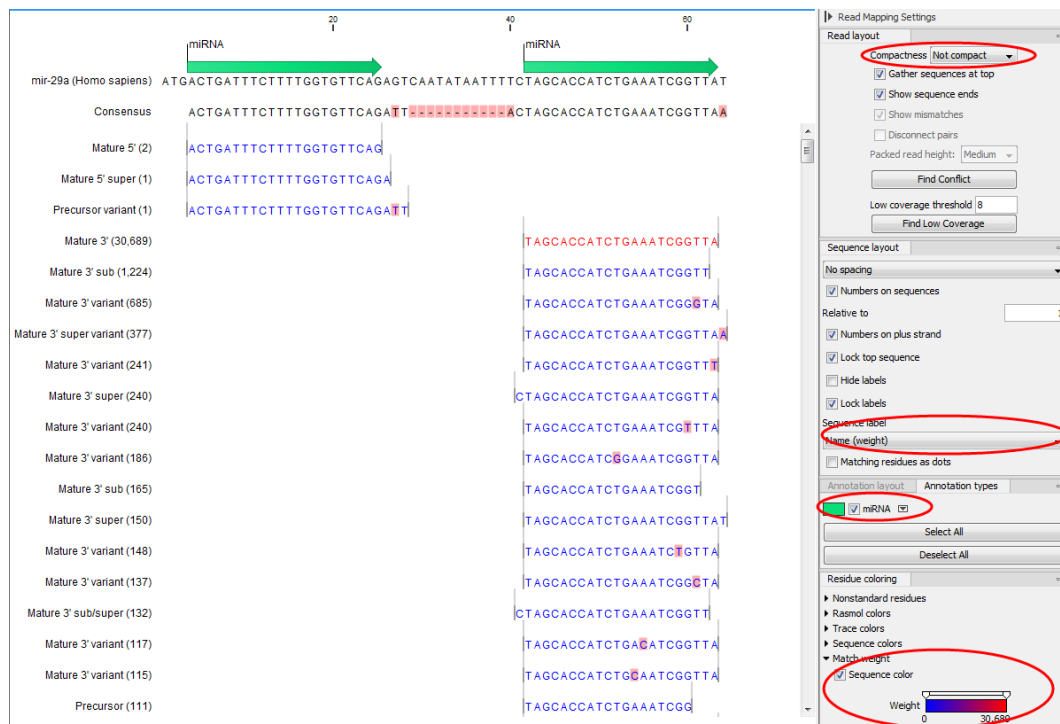 20
40
60
miRNA
miRNA
mir-29a (Homo sapiens) ATGACTGATTTCTTTTGGTGTTCAGAGTCAATATAATTTTCTAGCACCATCTGAAATCGGTTAT
Consensus ACTGATTTCTTTTGGTGTTCAGATT-----------ACTAGCACCATCTGAAATCGGTTAA
Mature 5' (2) ACTGATTTCTTTTGGTGTTCAG
Mature 5' super (1) ACTGATTTCTTTTGGTGTTCAGA
Precursor variant (1) ACTGATTTCTTTTGGTGTTCAGATT
Mature 3' (30,689) TAGCACCATCTGAAATCGGTTA
Mature 3' sub (1,224) TAGCACCATCTGAAATCGGTT
Mature 3' variant (685) TAGCACCATCTGAAATCGGGTA
Mature 3' super variant (377) TAGCACCATCTGAAATCGGTTAA
Mature 3' variant (241) TAGCACCATCTGAAATCGGTTT
Mature 3' super (240) CTAGCACCATCTGAAATCGGTTA
Mature 3' variant (240) TAGCACCATCTGAAATCGTTTA
Mature 3' variant (186) TAGCACCATCGGAAATCGGTTA
Mature 3' sub (165) TAGCACCATCTGAAATCGGT
Mature 3' super (150) TAGCACCATCTGAAATCGGTTAT
Mature 3' variant (148) TAGCACCATCTGAAATCTGTTA
Mature 3' variant (137) TAGCACCATCTGAAATCGGCTA
Mature 3' sub/super (132) CTAGCACCATCTGAAATCGGTT
Mature 3' variant (117) TAGCACCATCTGACATCGGTTA
Mature 3' variant (115) TAGCACCATCTGCAATCGGTTA
Precursor (111) TAGCACCATCTGAAATCGG
Read Mapping Settings
Read layout
Compactness Not compact
Gather sequences at top
Show sequence ends
Show mismatches
Disconnect pairs
Packed read height: Medium
Find Conflict
Low coverage threshold 8
Find Low Coverage
Sequence layout
No spacing
Numbers on sequences
Relative to
Numbers on plus strand
Lock top sequence
Hide labels
Lock labels
Sequence label
Name (weight)
Matching residues as dots
Annotation layout Annotation types
miRNA
Select All
Deselect All
Residue coloring
Nonstandard residues
Rasmol colors
Trace colors
Sequence colors
Match weight
Sequence color
Weight
0 30,689